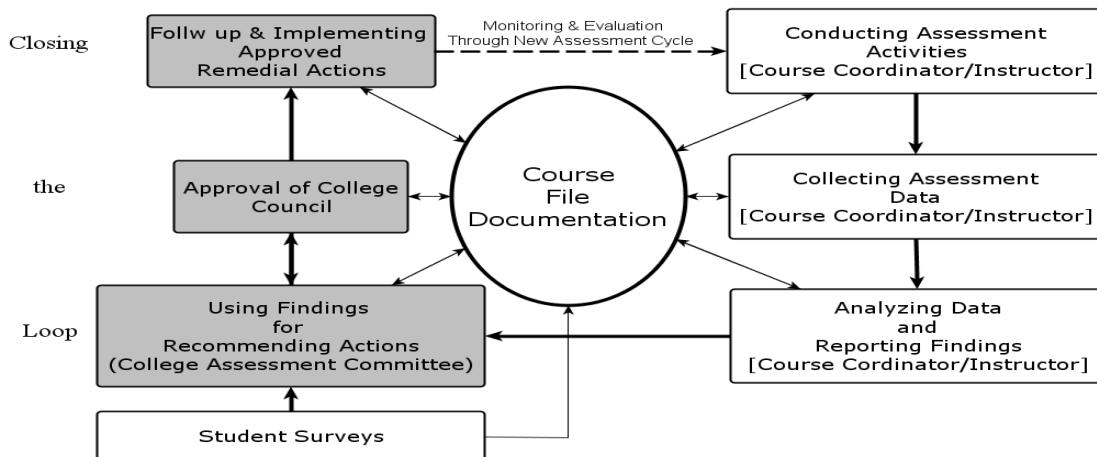 Closing
Follw up & Implementing
Approved
Remedial Actions
Monitoring & Evaluation
Through New Assessment Cycle
Conducting Assessment
Activities
[Course Coordinator/Instructor]
the
Approval of College
Council
Course
File
Documentation
Collecting Assessment
Data
[Course Coordinator/Instructor]
Loop
Using Findings
for
Recommending Actions
(College Assessment Committee)
Analyzing Data
and
Reporting Findings
[Course Cordinator/Instructor]
Student Surveys